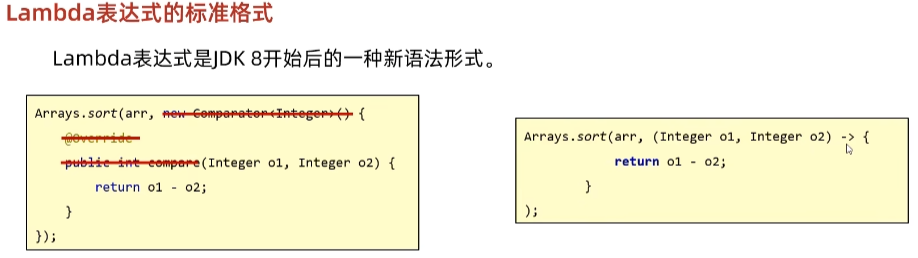 Lambda表达式的标准格式
Lambda表达式是JDK 8开始后的一种新语法形式。
Arrays.sort(arr, new Comparator<Integer>() {
@Override
public int compare(Integer o1, Integer o2) {
return o1 - o2;
}
});
Arrays.sort(arr, (Integer o1, Integer o2) -> {
return o1 - o2;
}
);